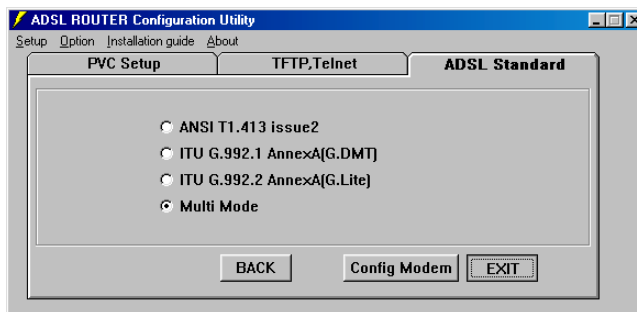 ADSL ROUTER Configuration Utility
Setup Option Installation guide About
PVC Setup TFTP,Telnet ADSL Standard
ANSI T1.413 issue2
ITU G.992.1 AnnexA(G.DMT)
ITU G.992.2 AnnexA(G.Lite)
Multi Mode
BACK Config Modem EXIT